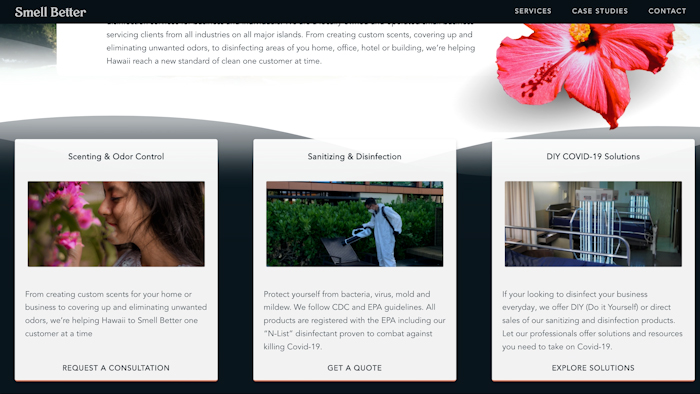 Smell Better
SERVICES
CASE STUDIES
CONTACT
servicing clients from all industries on all major islands. From creating custom scents, covering up and
eliminating unwanted odors, to disinfecting areas of you home, office, hotel or building, we're helping
Hawaii reach a new standard of clean one customer at time.
Scenting & Odor Control
From creating custom scents for your home or
business to covering up and eliminating unwanted
odors, we're helping Hawaii to Smell Better one
customer at a time
REQUEST A CONSULTATION
Sanitizing & Disinfection
Protect yourself from bacteria, virus, mold and
mildew. We follow CDC and EPA guidelines. All
products are registered with the EPA including our
"N-List" disinfectant proven to combat against
killing Covid-19.
GET A QUOTE
DIY COVID-19 Solutions
If your looking to disinfect your business
everyday, we offer DIY (Do it Yourself) or direct
sales of our sanitizing and disinfection products.
Let our professionals offer solutions and resources
you need to take on Covid-19.
EXPLORE SOLUTIONS